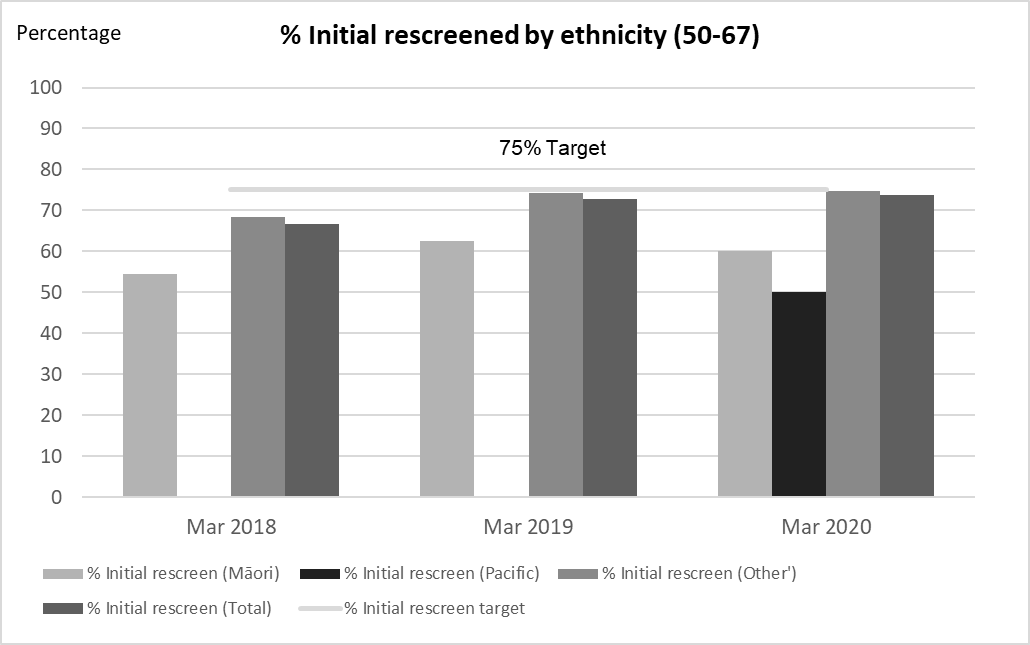 Percentage
% Initial rescreened by ethnicity (50-67)
100
90
75% Target
80
70
60
50
40
30
20
10
0
Mar 2018 Mar 2019 Mar 2020
% Initial rescreen (Māori) % Initial rescreen (Pacific) % Initial rescreen (Other')
% Initial rescreen (Total) % Initial rescreen target